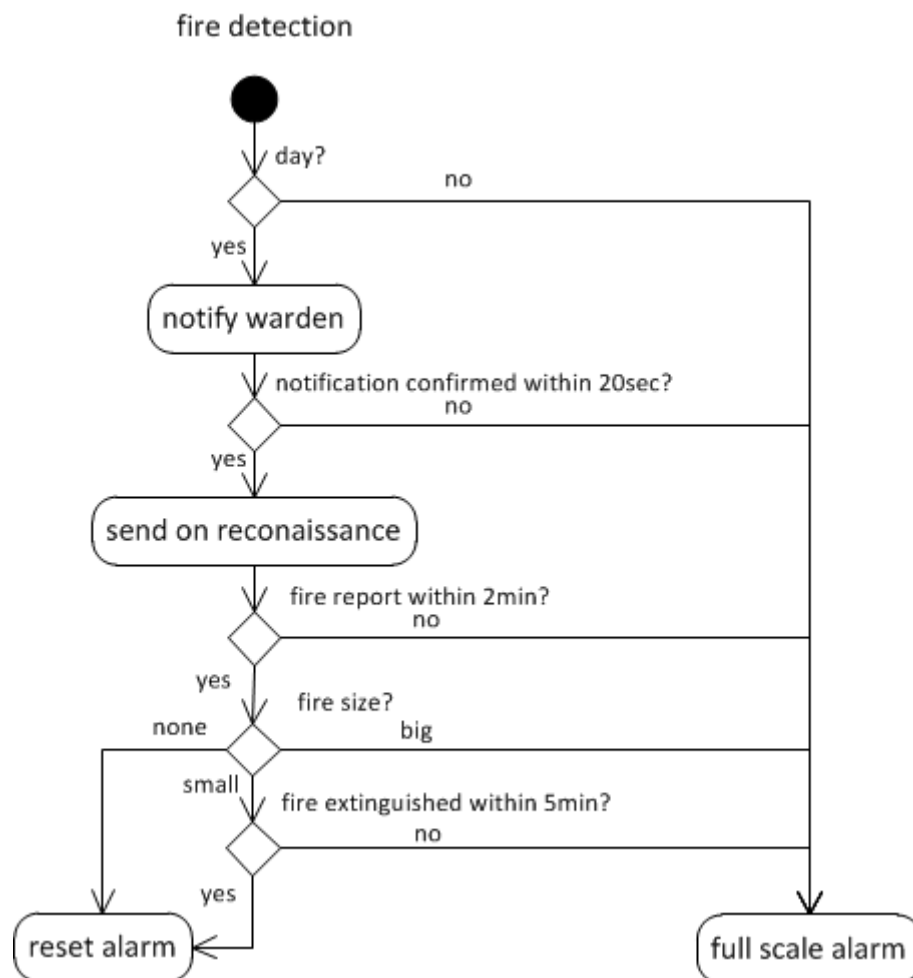 fire detection
day?
no
yes
notify warden
notification confirmed within 20sec?
no
yes
send on reconaissance
fire report within 2min?
no
yes
fire size?
none
big
small
fire extinguished within 5min?
no
yes
reset alarm
full scale alarm